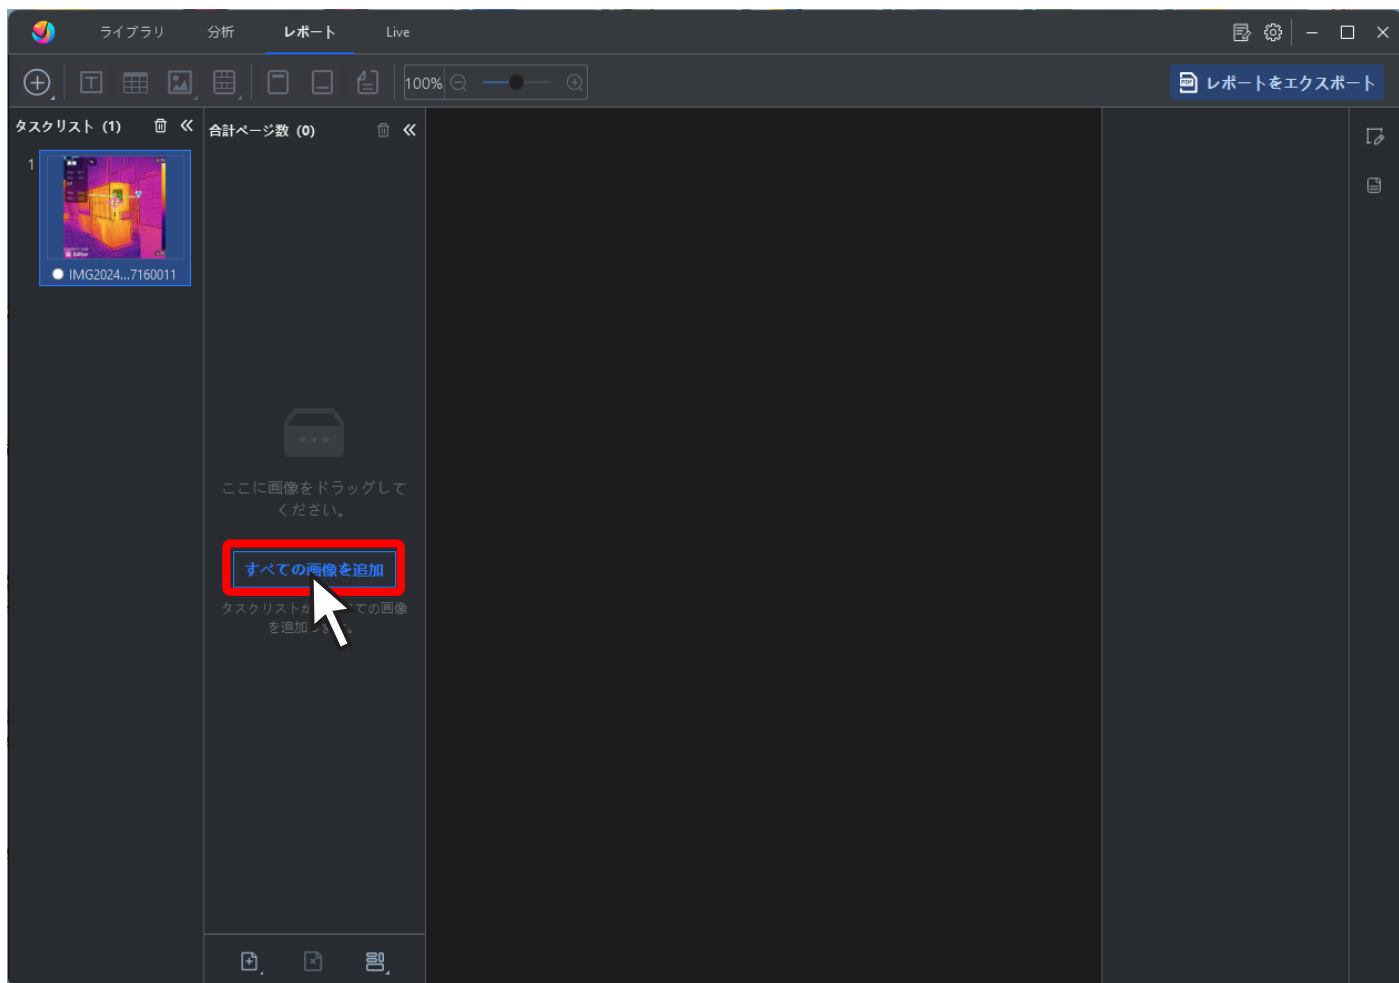 ライブラリ 分析 レポート Live
100% レポートをエクスポート
タスクリスト (1) 合計ページ数 (0)
1
Editor
IMG2024...7160011
ここに画像をドラッグして
ください。
すべての画像を追加
タスクリストか ての画像
を追加